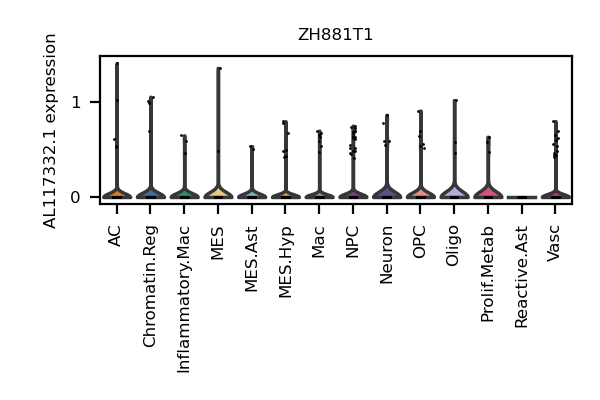 ZH881T1
AL117332.1 expression
1
0
AC
Chromatin.Reg
Inflammatory.Mac
MES
MES.Ast
MES.Hyp
Mac
NPC
Neuron
OPC
Oligo
Prolif.Metab
Reactive.Ast
Vasc